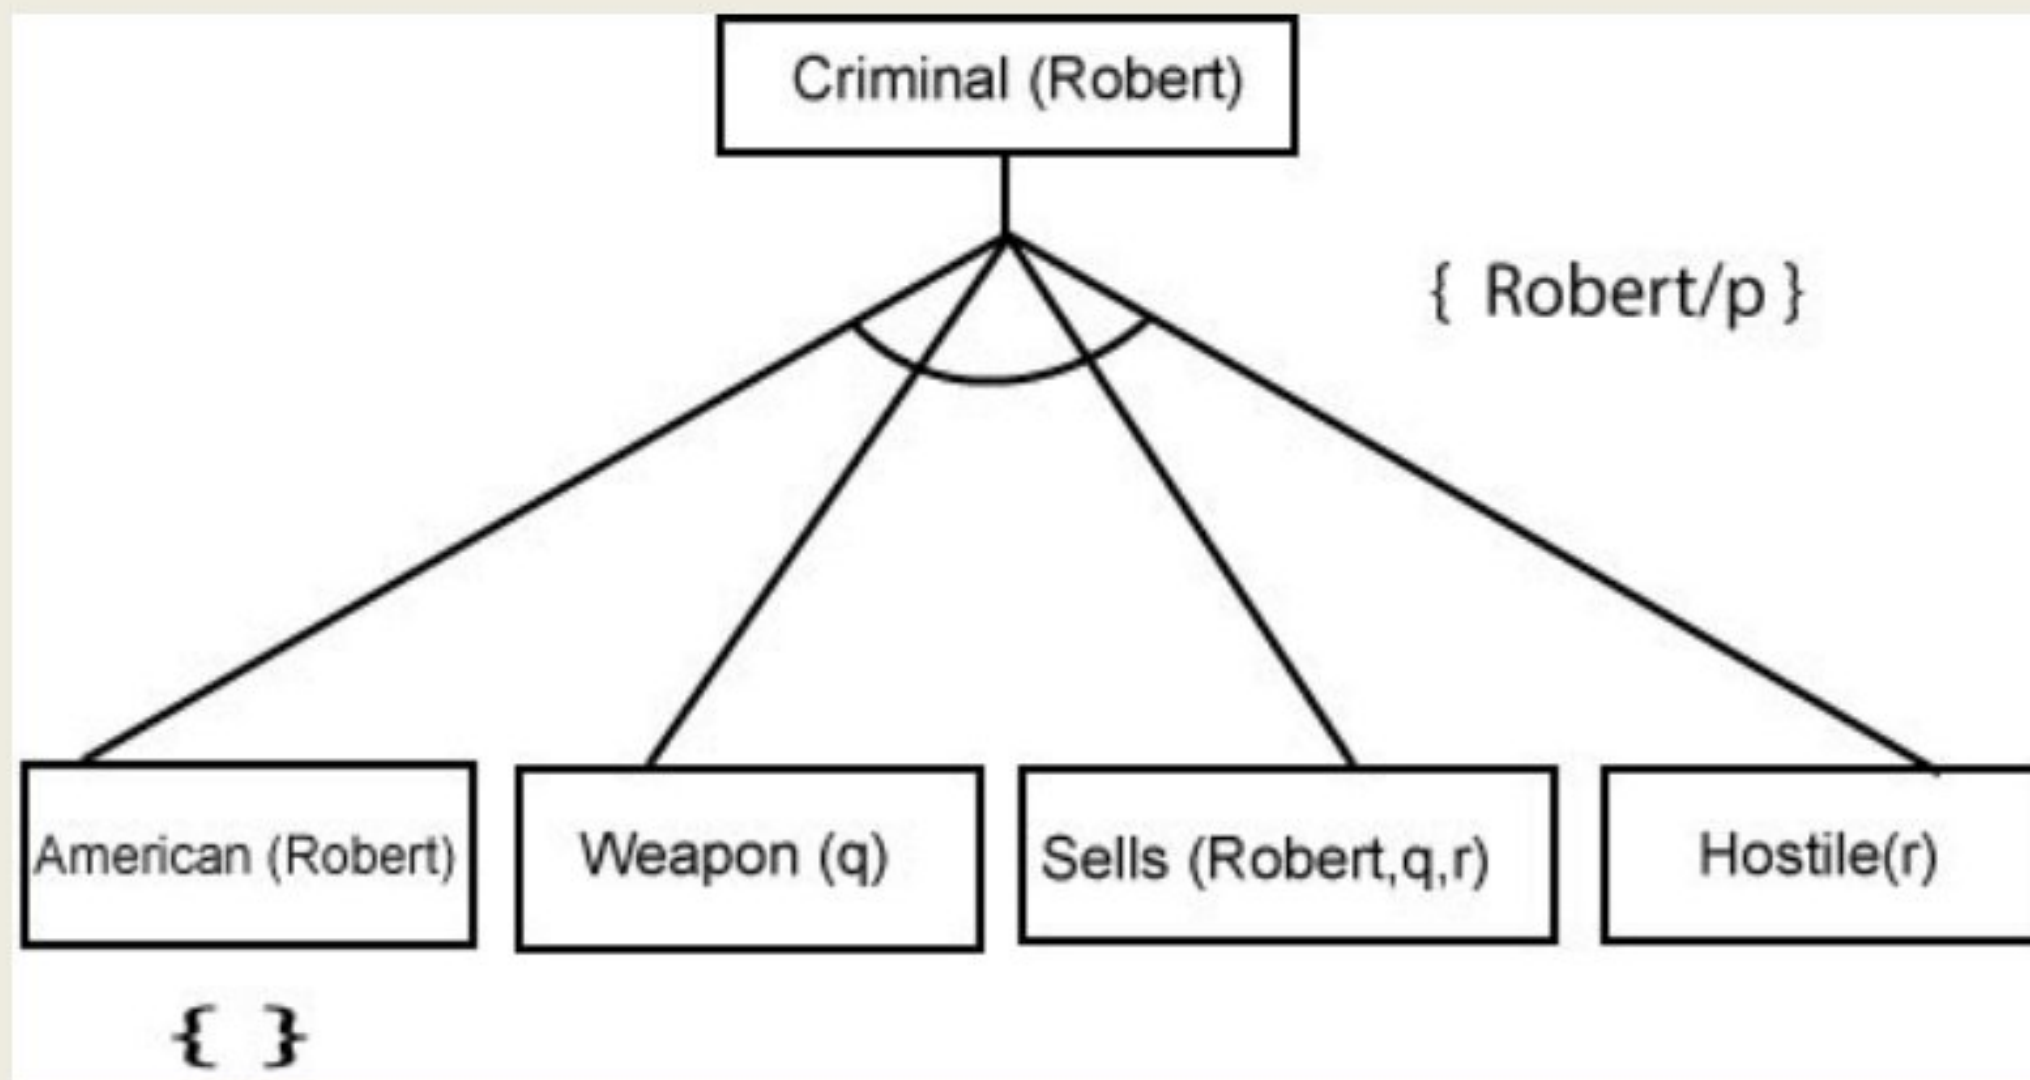 Criminal (Robert)
{ Robert/p }
American (Robert)
Weapon (q)
Sells (Robert,q,r)
Hostile(r)
{ }